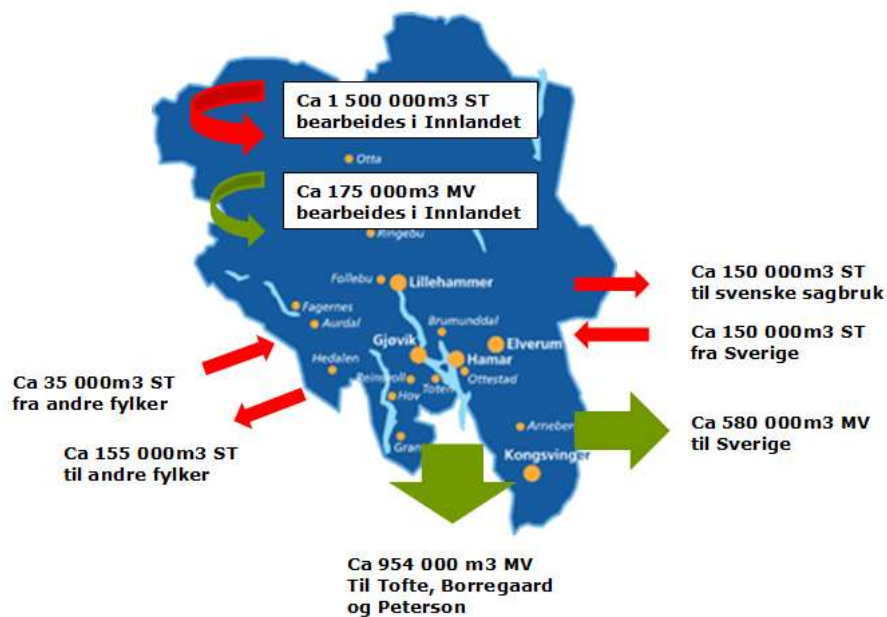 Ca 1 500 000m3 ST
bearbeides i Innlandet
Otta
Ca 175 000m3 MV
bearbeides i Innlandet
Ringebu
Follebu
Lillehammer
Ca 150 000m3 ST
til svenske sagbruk
Fagernes
Aurdal
Brumunddal
Ca 150 000m3 ST
fra Sverige
Gjøvik
Elverum
Hamar
Hedalen
Reinsvoll
Toten
Ottestad
Ca 35 000m3 ST
fra andre fylker
Hov
Ca 580 000m3 MV
til Sverige
Arneber
Ca 155 000m3 ST
til andre fylker
Gran
Kongsvinger
Ca 954 000 m3 MV
Til Tofte, Borregaard
og Peterson